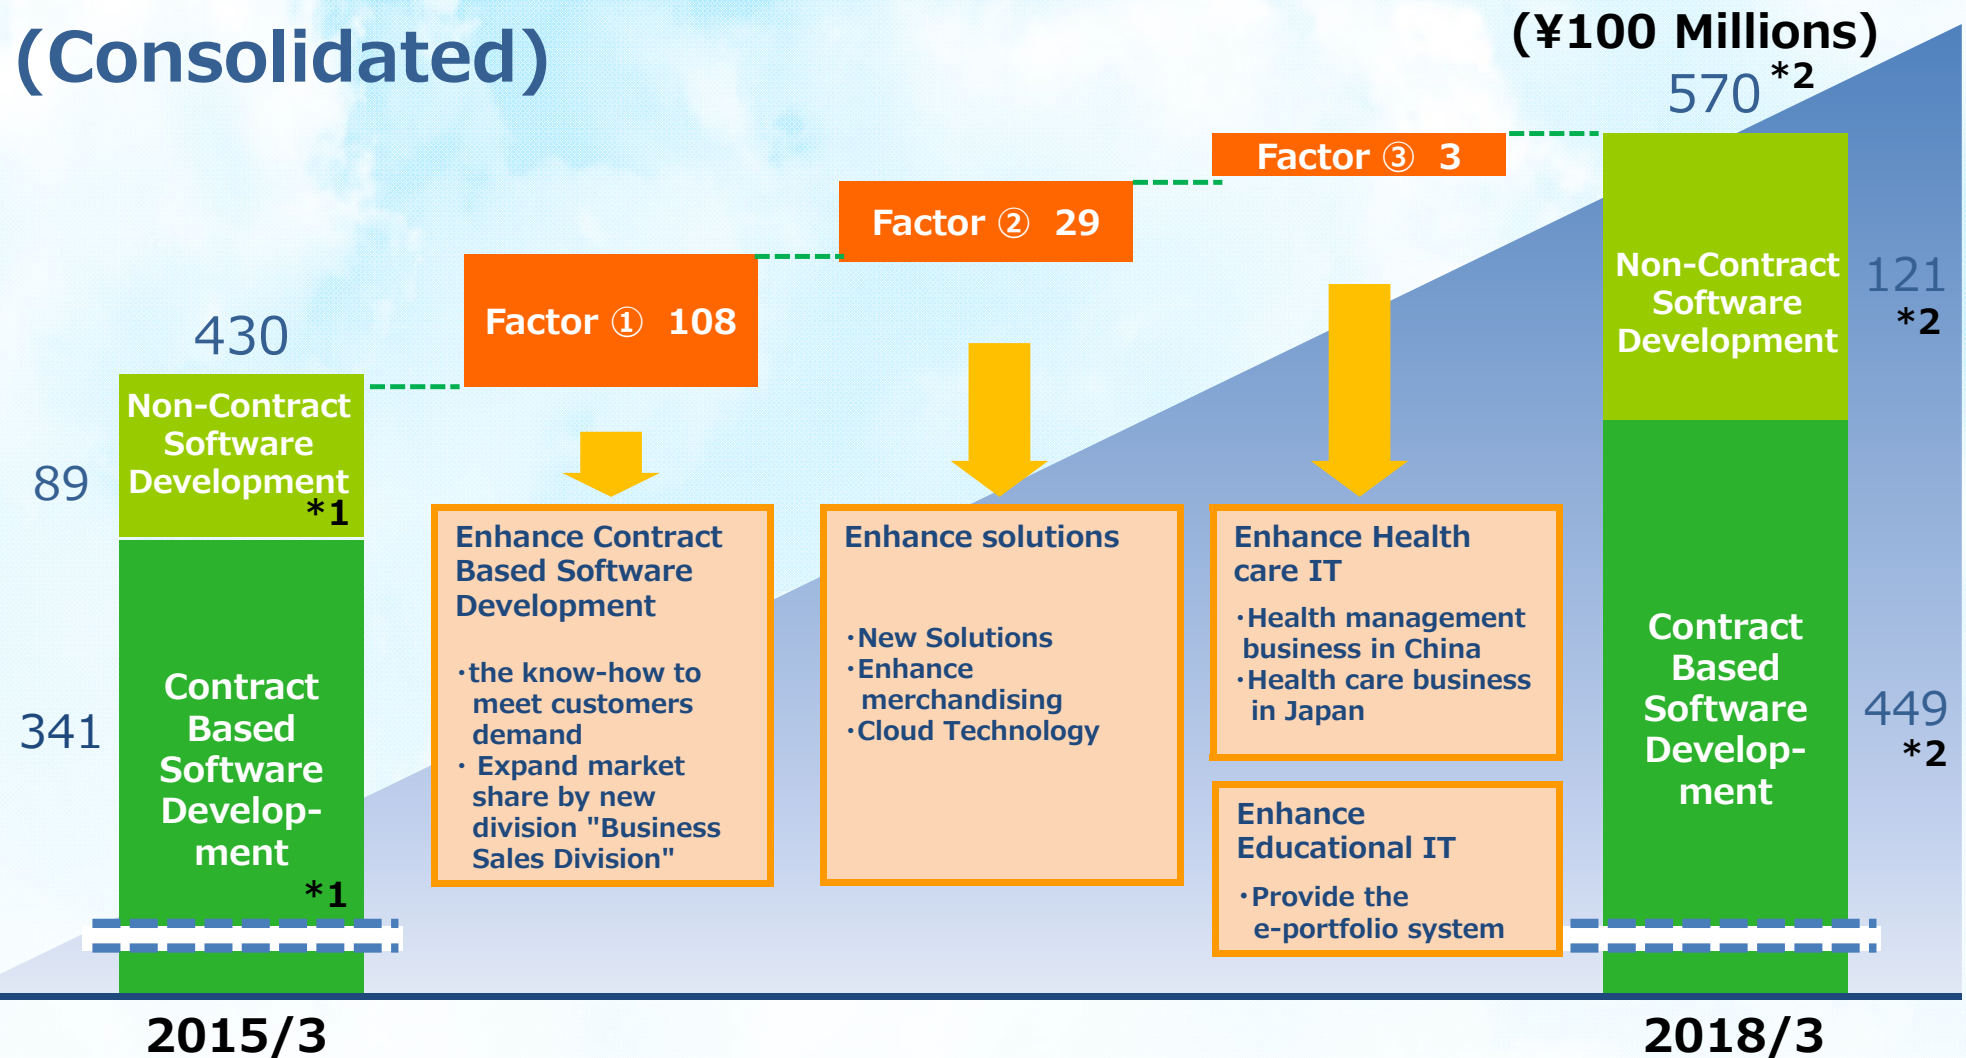 (Consolidated)
(¥100 Millions)
570 *2
Factor ③ 3
Factor ② 29
Factor ① 108
430
Non-Contract
Software
Development
*1
89
Contract
Based
Software
Develop-
ment
*1
341
Enhance Contract
Based Software
Development
・the know-how to
meet customers
demand
・ Expand market
share by new
division "Business
Sales Division"
Enhance solutions
・New Solutions
・Enhance
merchandising
・Cloud Technology
Enhance Health
care IT
・Health management
business in China
・Health care business
in Japan
Enhance
Educational IT
・Provide the
e-portfolio system
Non-Contract
Software
Development
121
*2
Contract
Based
Software
Develop-
ment
449
*2
2015/3
2018/3